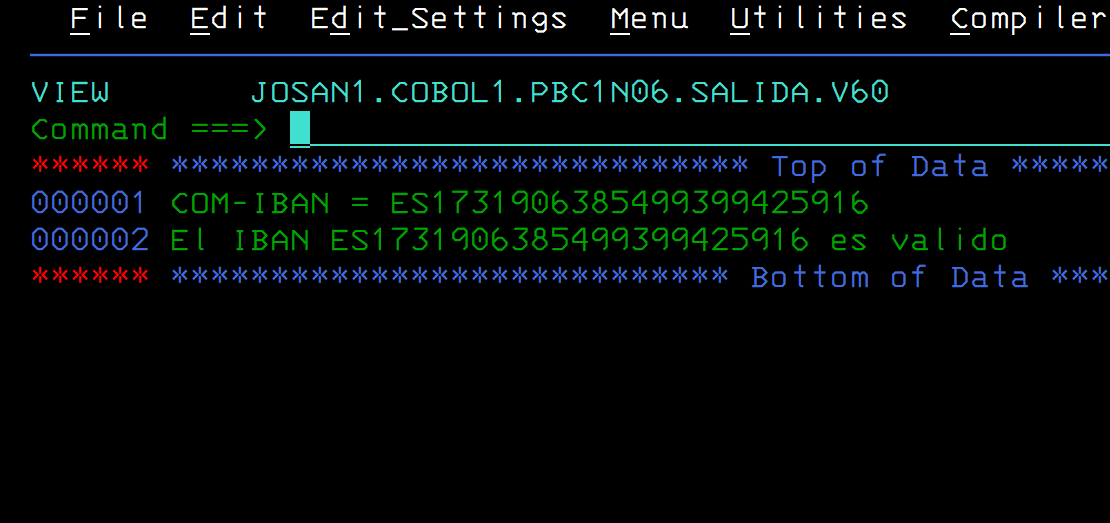 File Edit Edit_Settings Menu Utilities Compiler
VIEW JOSAN1.COBOL1.PBC1N06.SALIDA.V60
Command ===>
****** ***************************** Top of Data *****
000001 COM-IBAN = ES1731906385499399425916
000002 El IBAN ES1731906385499399425916 es valido
****** **************************** Bottom of Data ***